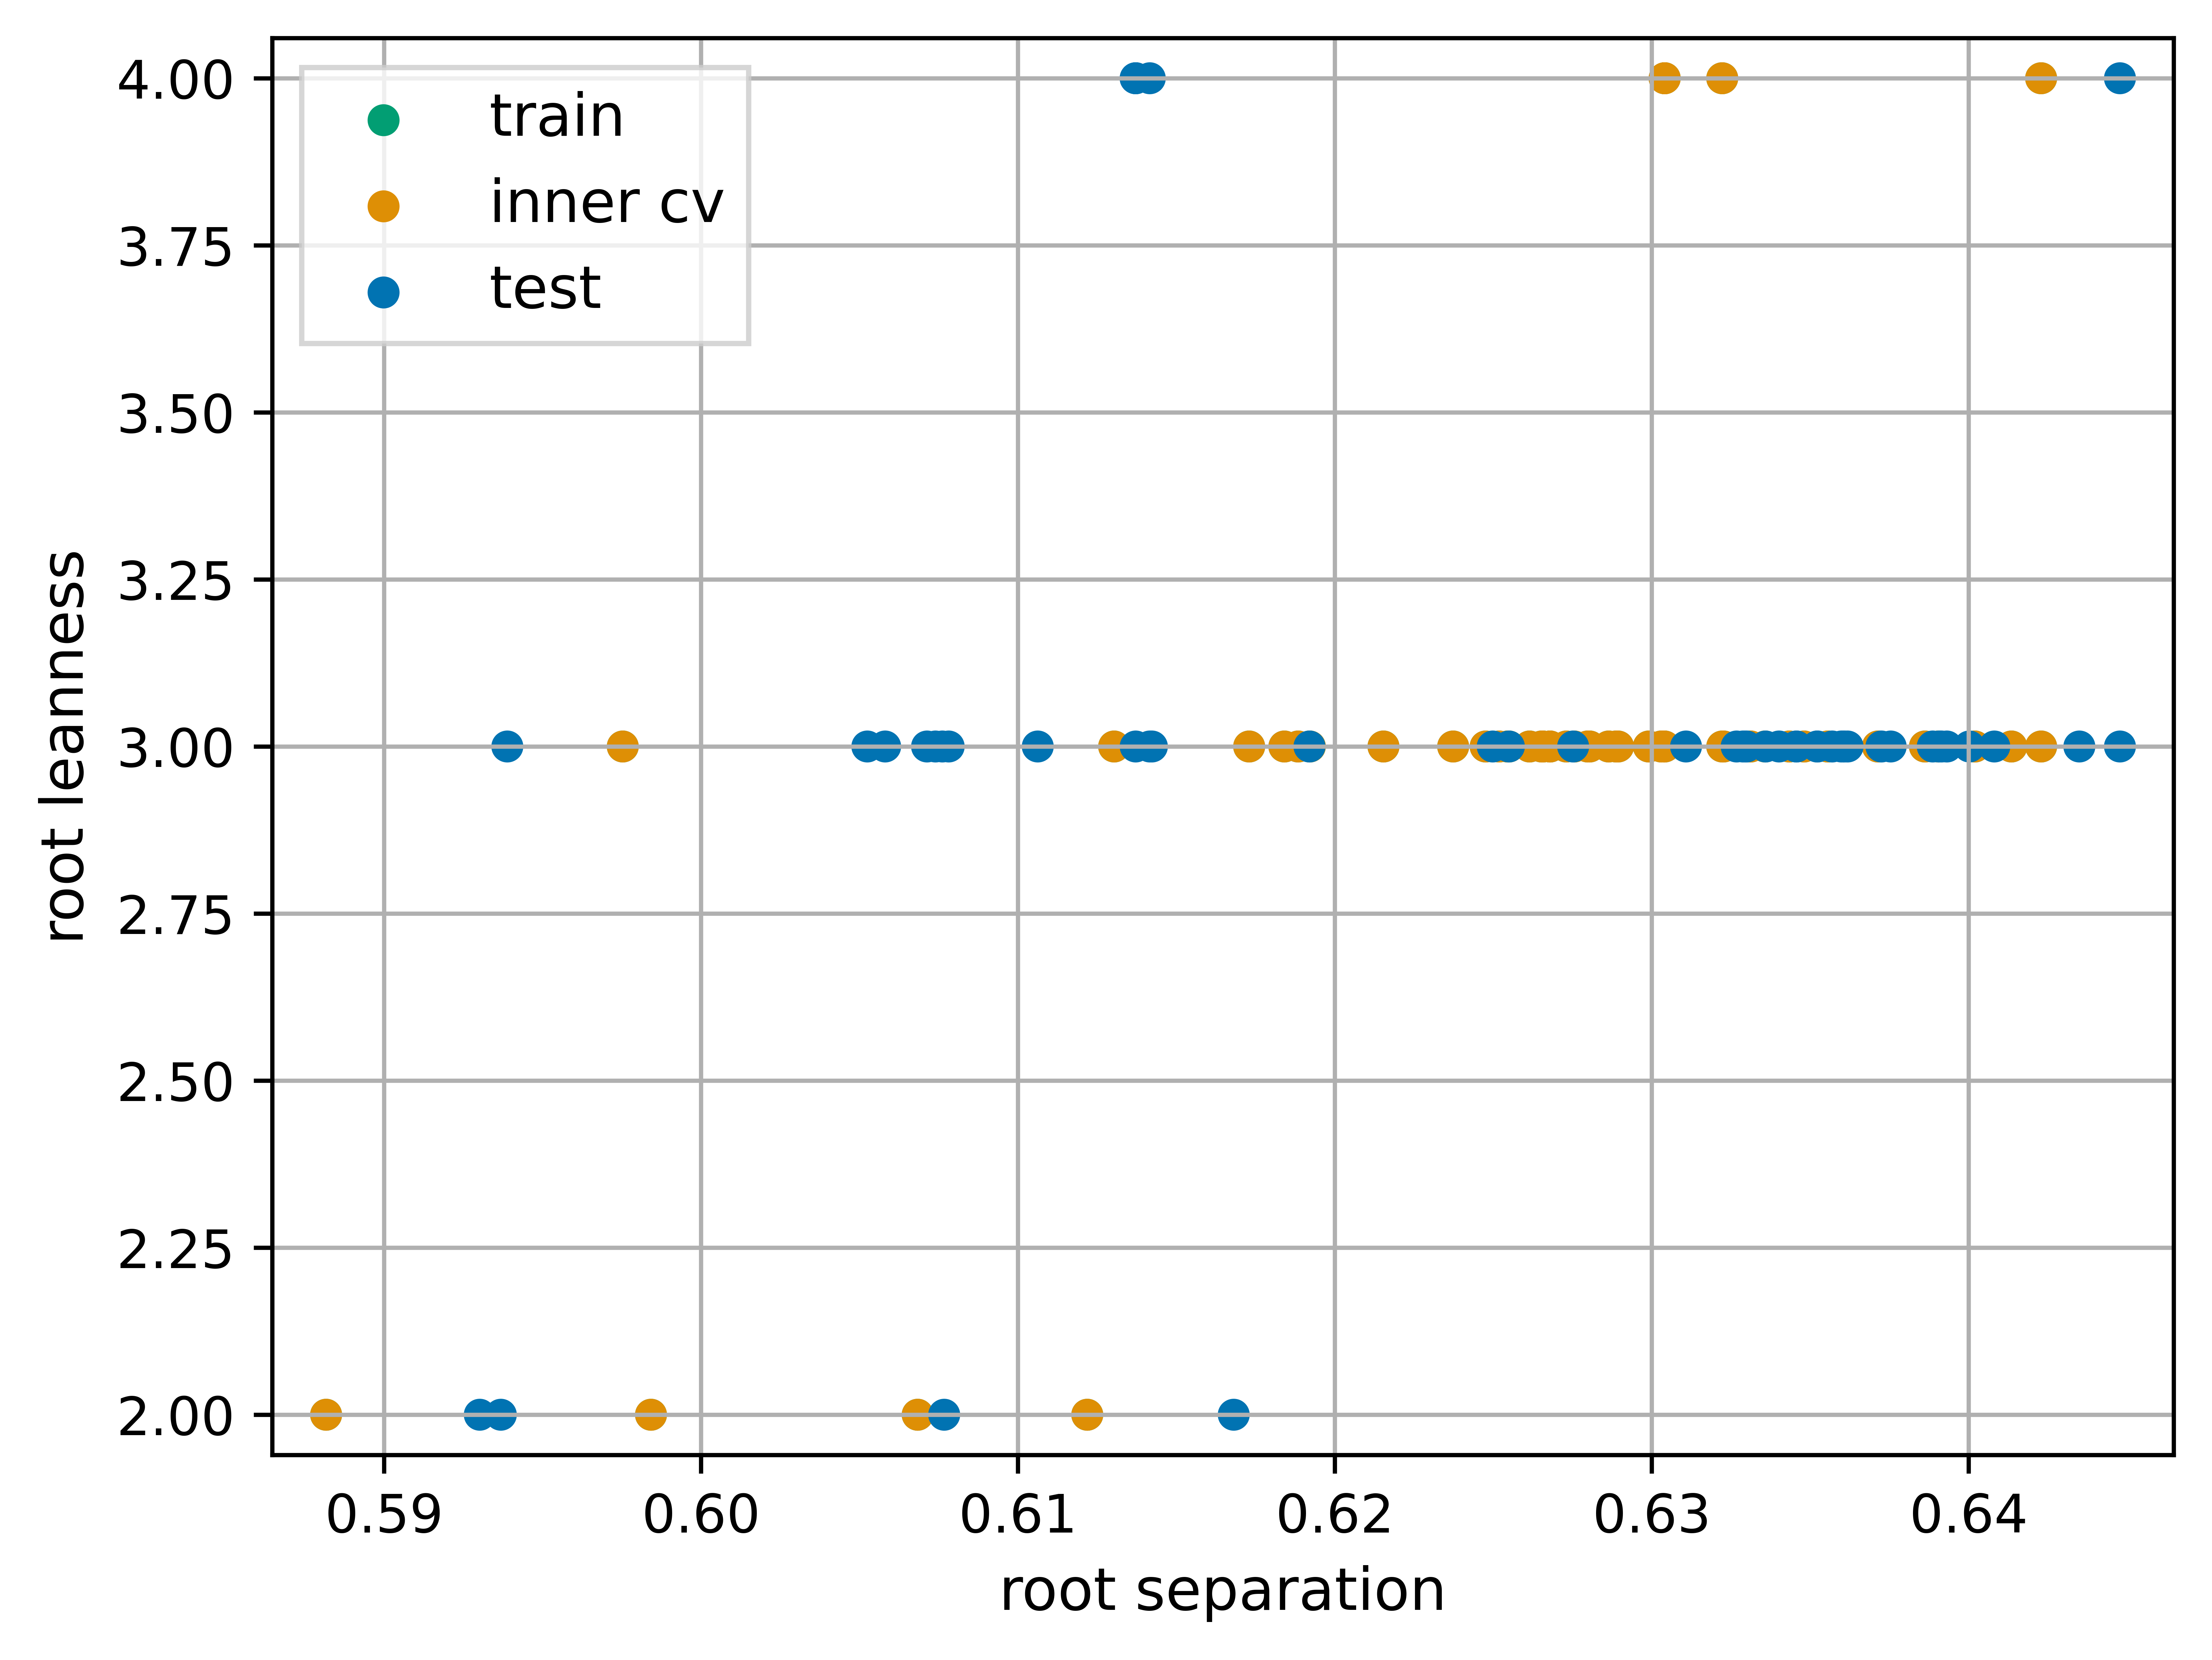 train
inner cv
test
4.00
3.75
3.50
3.25
3.00
2.75
2.50
2.25
2.00
root leanness
0.59 0.60 0.61 0.62 0.63 0.64
root separation